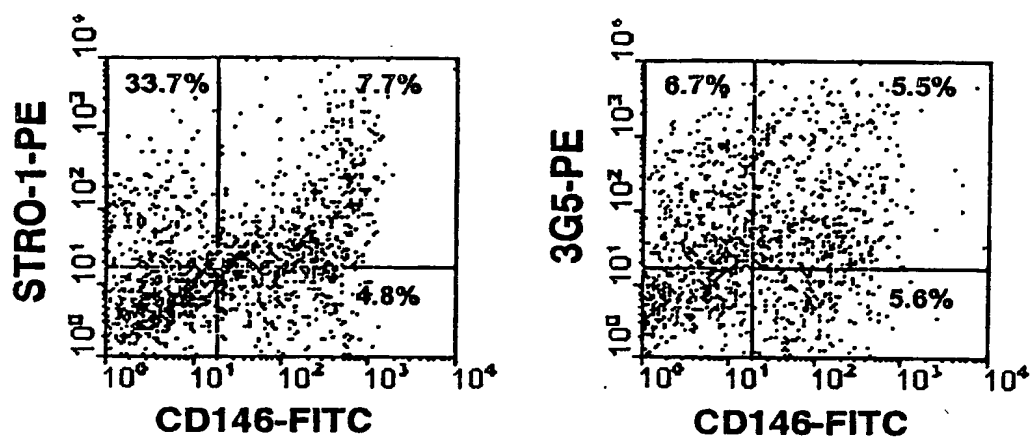 STRO-1-PE
10⁴
10³
10²
10¹
10⁰
33.7%
7.7%
4.8%
10⁰ 10¹ 10² 10³ 10⁴
CD146-FITC
3G5-PE
10⁴
10³
10²
10¹
10⁰
6.7%
5.5%
5.6%
10⁰ 10¹ 10² 10³ 10⁴
CD146-FITC